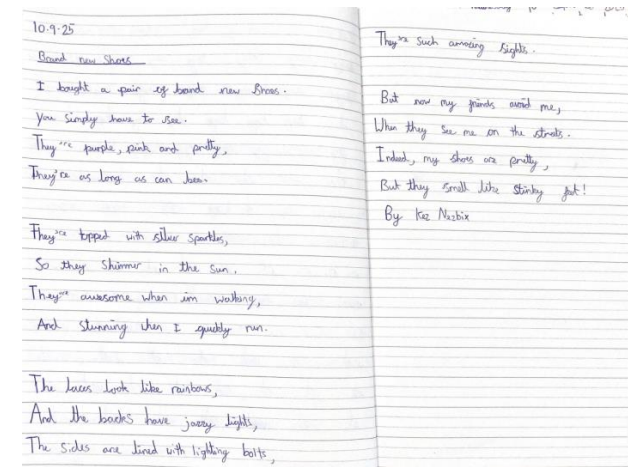 10.9.25
Brand new Shoes
I bought a pair of brand new Shoes.
You Simply have to see.
They're purple, pink and pretty,
They're as long as can bee.
They're topped with silver sparkles,
So they Shimmer in the Sun.
They're awesome when im walking,
And Stunning when I quickly run.
The laces look like rainbows,
And the backs have jazzy lights,
The Sides are lined with lighting bolts,
They're Such amazing Sights.
But now my friends avoid me,
When they See me on the streets.
Indeed, my shoes are pretty,
But they Smell like Stinky feet!
By Kez